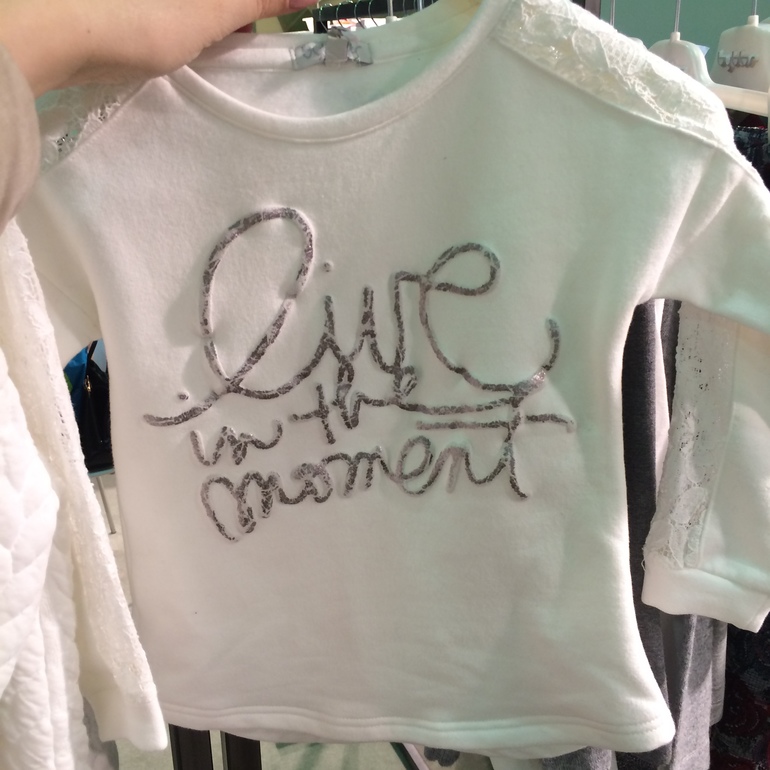 live
in the
moment